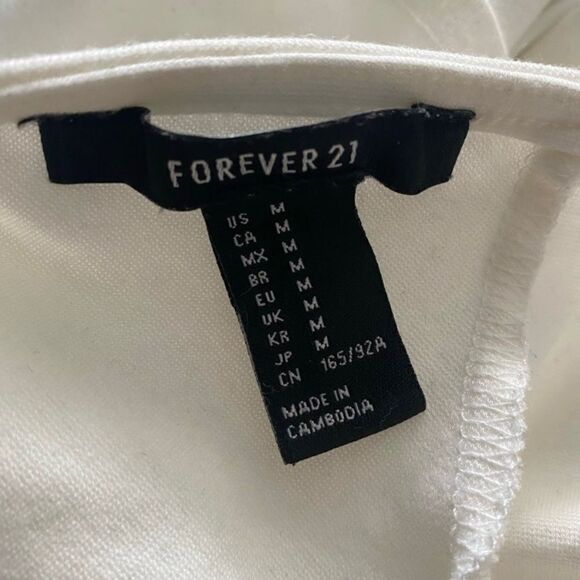 FOREVER 21
US M
CA M
MX M
BR M
EU M
UK M
KR M
JP M
CN 165/92A
MADE IN
CAMBODIA